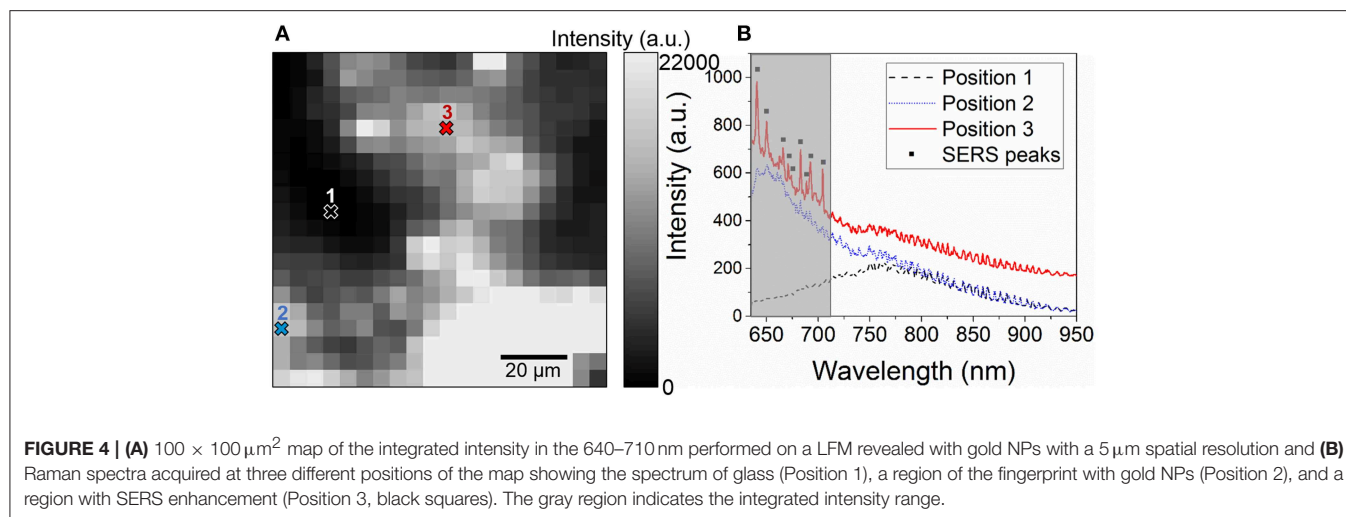 A
Intensity (a.u.)
22000
0
1
2
3
20 µm
B
Intensity (a.u.)
1000
800
600
400
200
0
Position 1
Position 2
Position 3
SERS peaks
650 700 750 800 850 900 950
Wavelength (nm)
FIGURE 4 | (A) 100 × 100 µm² map of the integrated intensity in the 640–710 nm performed on a LFM revealed with gold NPs with a 5 µm spatial resolution and (B)
Raman spectra acquired at three different positions of the map showing the spectrum of glass (Position 1), a region of the fingerprint with gold NPs (Position 2), and a
region with SERS enhancement (Position 3, black squares). The gray region indicates the integrated intensity range.